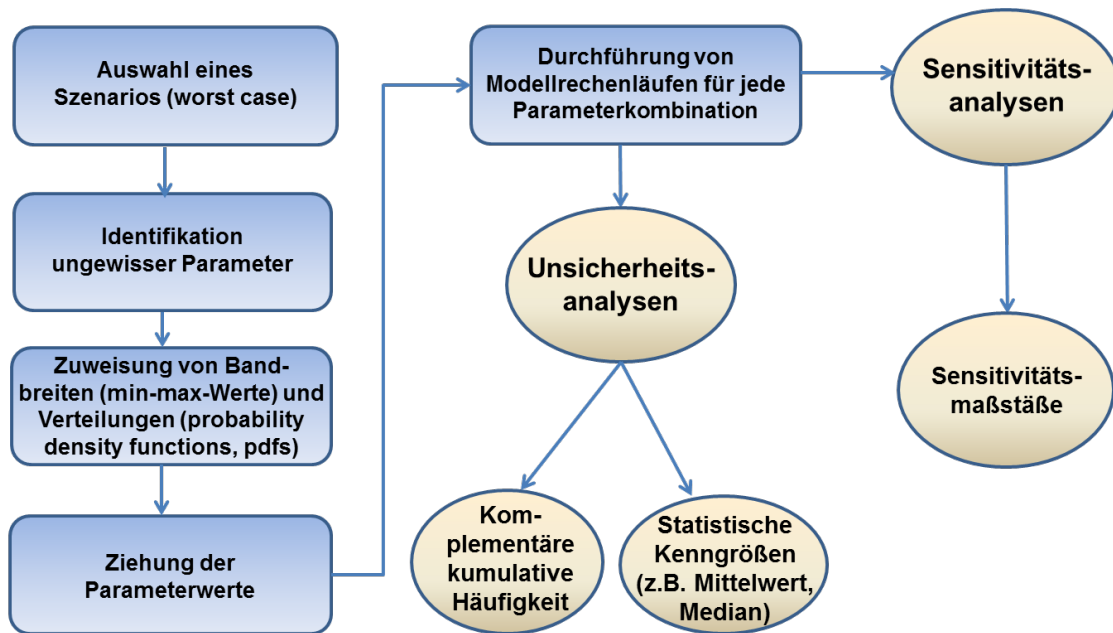 Auswahl eines
Szenarios (worst case)
Identifikation
ungewisser Parameter
Zuweisung von Band-
breiten (min-max-Werte) und
Verteilungen (probability
density functions, pdfs)
Ziehung der
Parameterwerte
Durchführung von
Modellrechenläufen für jede
Parameterkombination
Unsicherheits-
analysen
Kom-
plementäre
kumulative
Häufigkeit
Statistische
Kenngrößen
(z.B. Mittelwert,
Median)
Sensitivitäts-
analysen
Sensitivitäts-
maßstäße